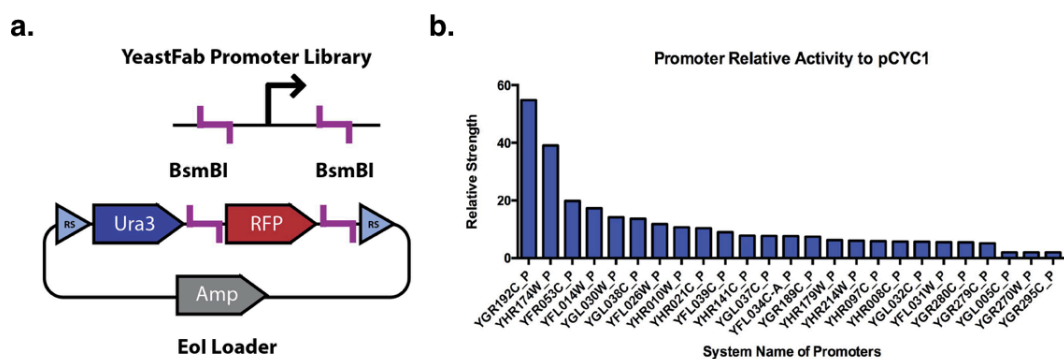 a.
YeastFab Promoter Library
BsmBI
BsmBI
RS
Ura3
RFP
RS
Amp
EoI Loader
b.
Promoter Relative Activity to pCYC1
Relative Strength
60
40
20
0
YGR192C_P
YHR174W_P
YFR053C_P
YFL014W_P
YGL030W_P
YGL038C_P
YFL026W_P
YHR010W_P
YHR021C_P
YFL039C_P
YHR141C_P
YGL037C_P
YFL034C-A_P
YGR189C_P
YHR179W_P
YHR214W_P
YHR097C_P
YHR008C_P
YGL032C_P
YFL031W_P
YGR280C_P
YGR279C_P
YGL005C_P
YGR270W_P
YGR295C_P
System Name of Promoters